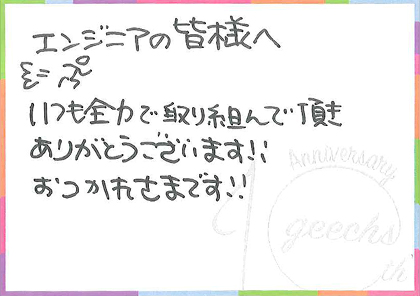 エンジニアの皆様へ
いつも全力で取り組んで頂き
ありがとうございます!!
おつかれさまです!!
Anniversary
10
geechs
th